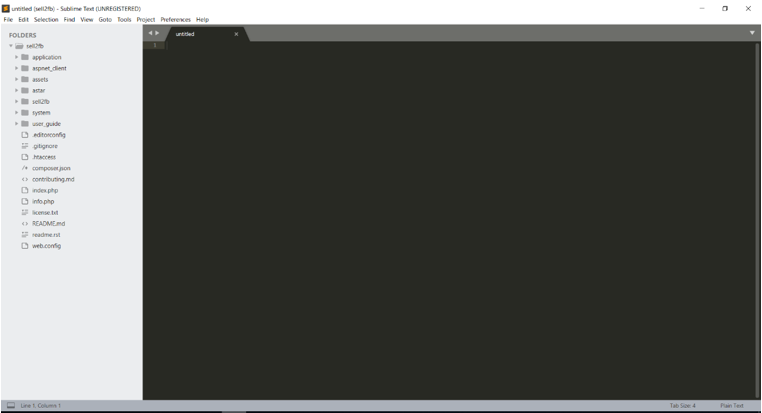 untitled (sell2fb) - Sublime Text (UNREGISTERED)
File Edit Selection Find View Goto Tools Project Preferences Help
FOLDERS
sell2fb
application
aspnet_client
assets
astar
sell2fb
system
user_guide
.editorconfig
.gitignore
.htaccess
composer.json
contributing.md
index.php
info.php
license.txt
README.md
readme.rst
web.config
untitled
1
Line 1, Column 1
Tab Size: 4
Plain Text